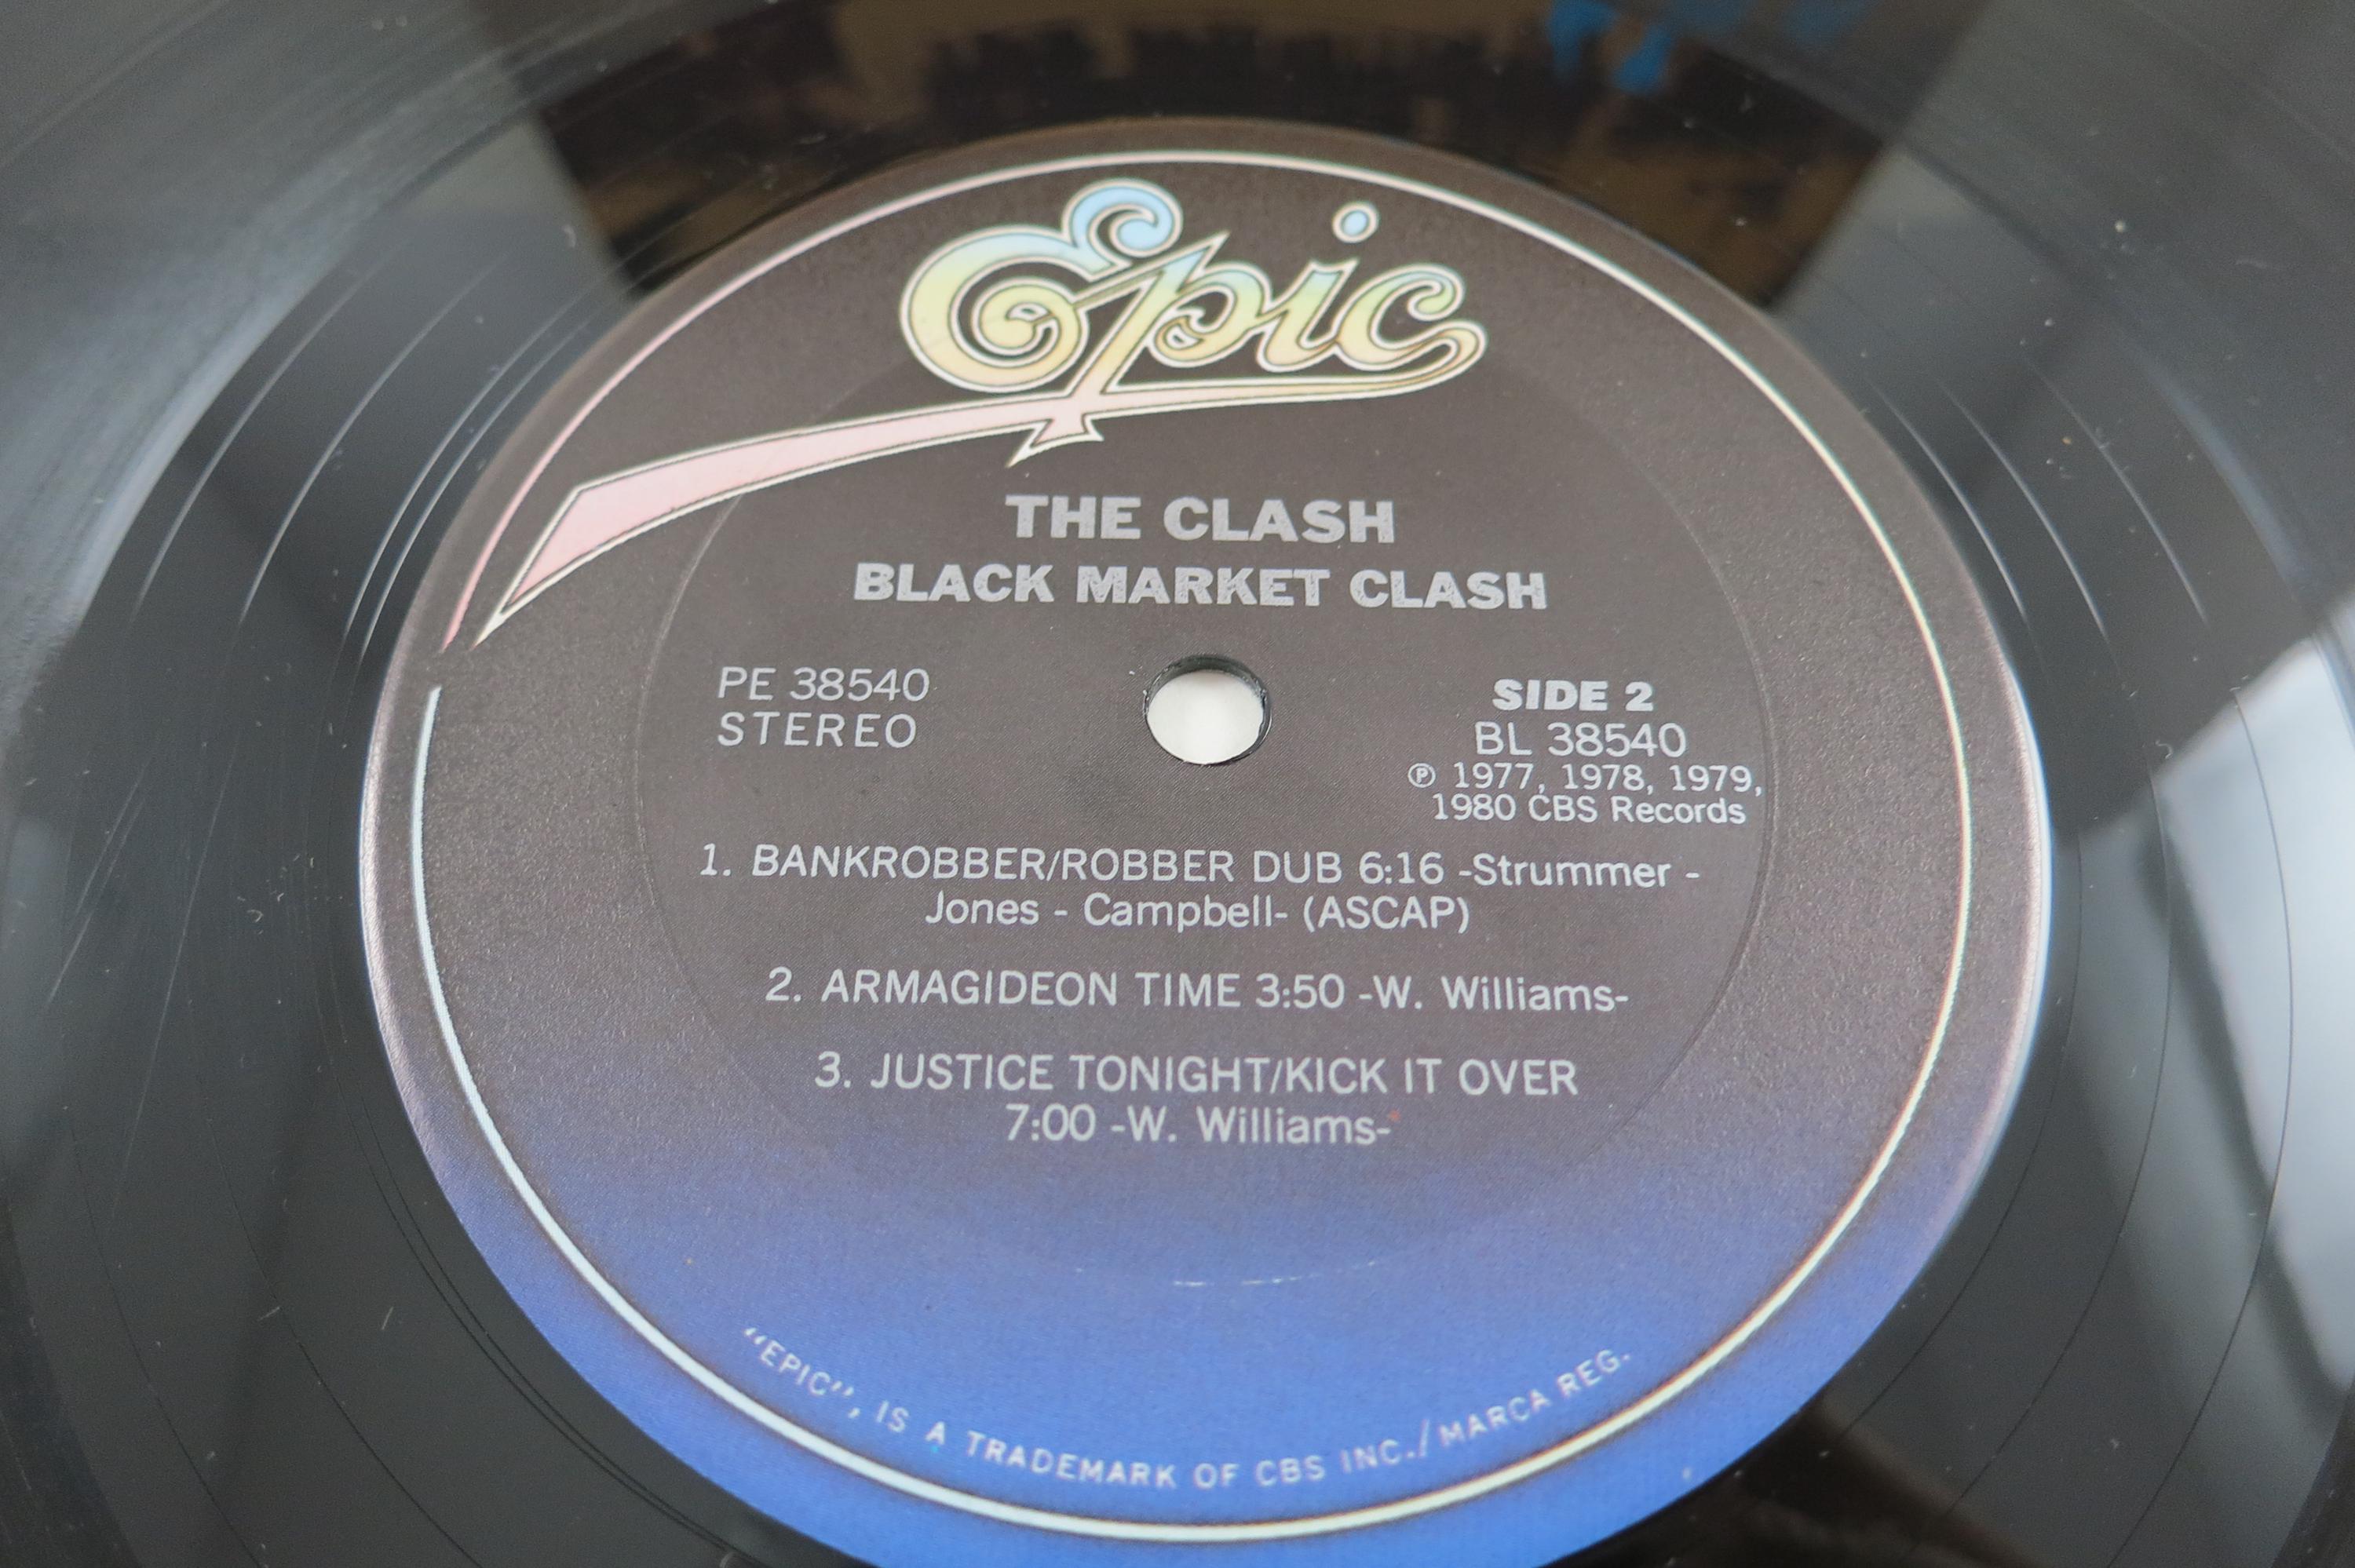 Epic
THE CLASH
BLACK MARKET CLASH
PE 38540
STEREO
SIDE 2
BL 38540
℗ 1977, 1978, 1979,
1980 CBS Records
1. BANKROBBER/ROBBER DUB 6:16 -Strummer -
Jones - Campbell- (ASCAP)
2. ARMAGIDEON TIME 3:50 -W. Williams-
3. JUSTICE TONIGHT/KICK IT OVER
7:00 -W. Williams-
"EPIC", IS A TRADEMARK OF CBS INC./MARCA REG.